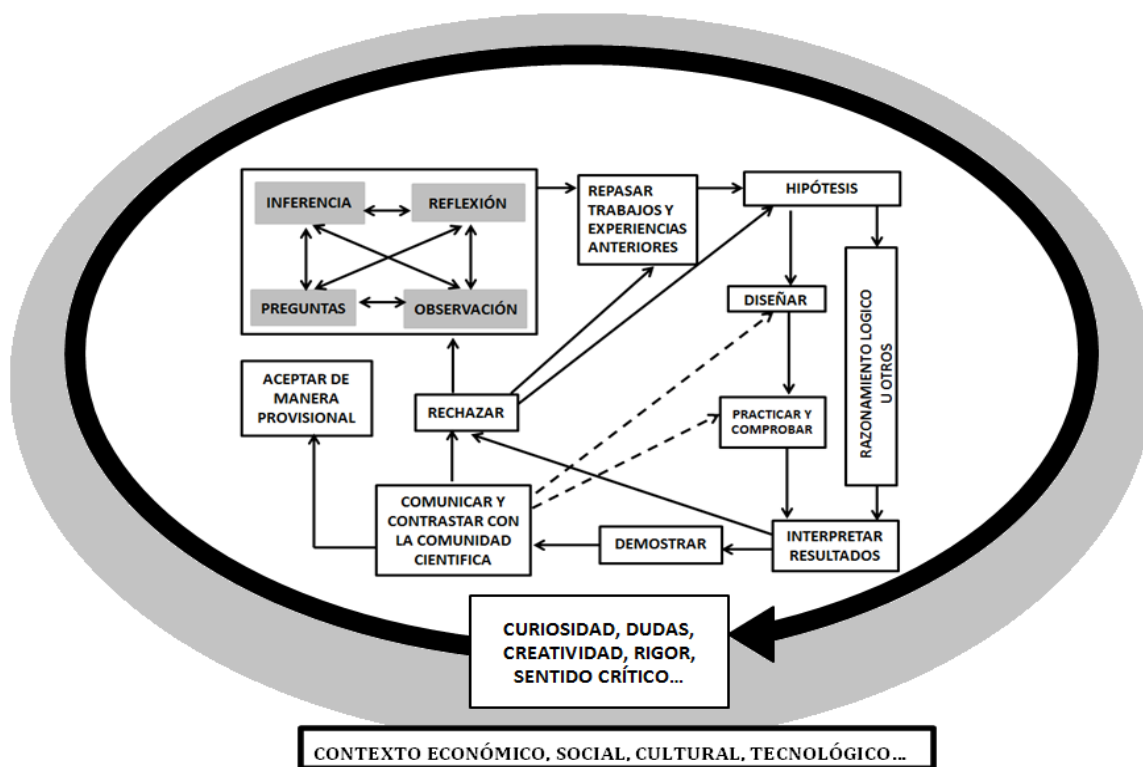 INFERENCIA
REFLEXIÓN
PREGUNTAS
OBSERVACIÓN
REPASAR
TRABAJOS Y
EXPERIENCIAS
ANTERIORES
HIPÓTESIS
DISEÑAR
RAZONAMIENTO LOGICO
U OTROS
ACEPTAR DE
MANERA
PROVISIONAL
RECHAZAR
PRACTICAR Y
COMPROBAR
COMUNICAR Y
CONTRASTAR CON
LA COMUNIDAD
CIENTIFICA
DEMOSTRAR
INTERPRETAR
RESULTADOS
CURIOSIDAD, DUDAS,
CREATIVIDAD, RIGOR,
SENTIDO CRÍTICO...
CONTEXTO ECONÓMICO, SOCIAL, CULTURAL, TECNOLÓGICO...